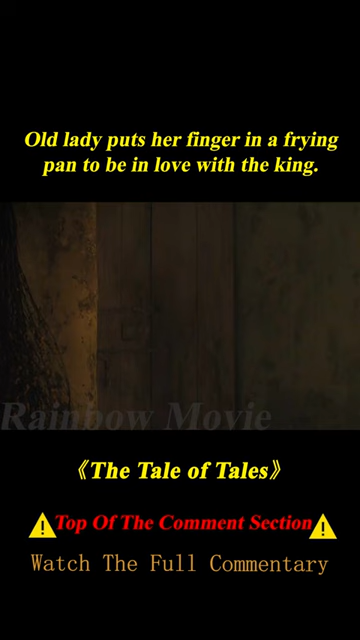 Old lady puts her finger in a frying
pan to be in love with the king.
Rainbow Movie
《The Tale of Tales》
Top Of The Comment Section
Watch The Full Commentary